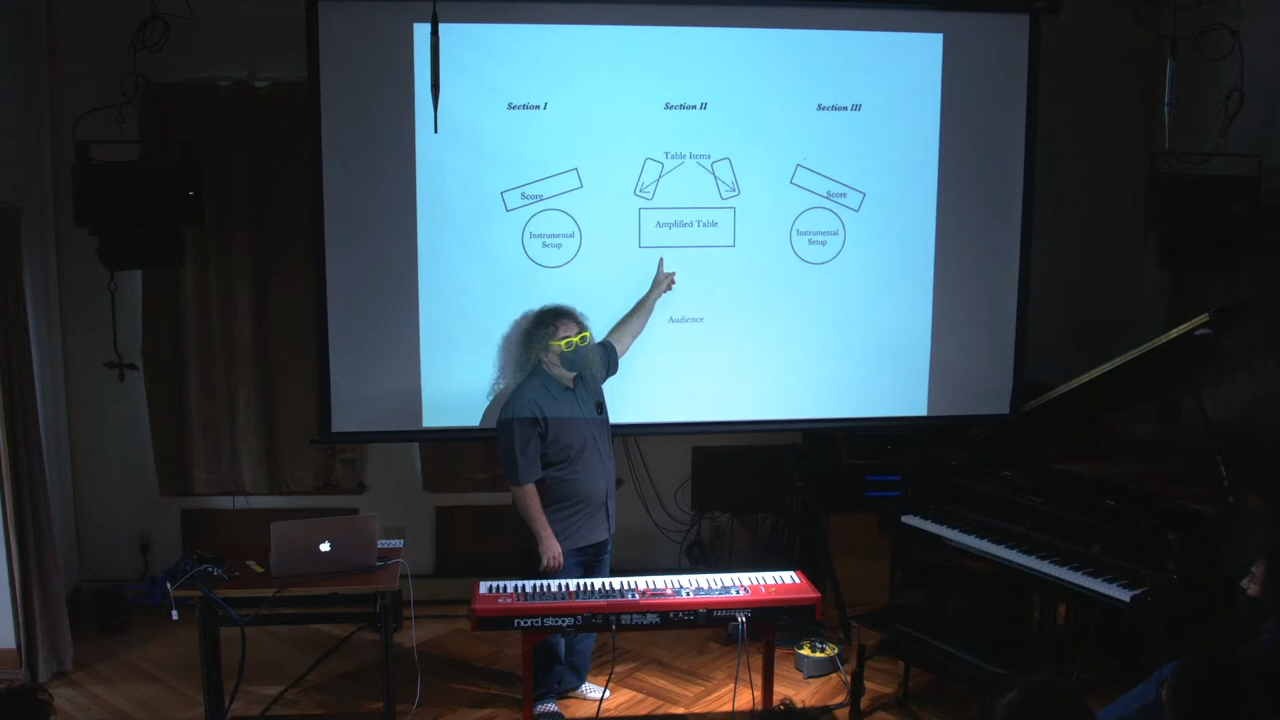 Section I
Section II
Section III
Table Items
Score
Score
Amplified Table
Instrumental
Setup
Instrumental
Setup
Audience
nord stage 3